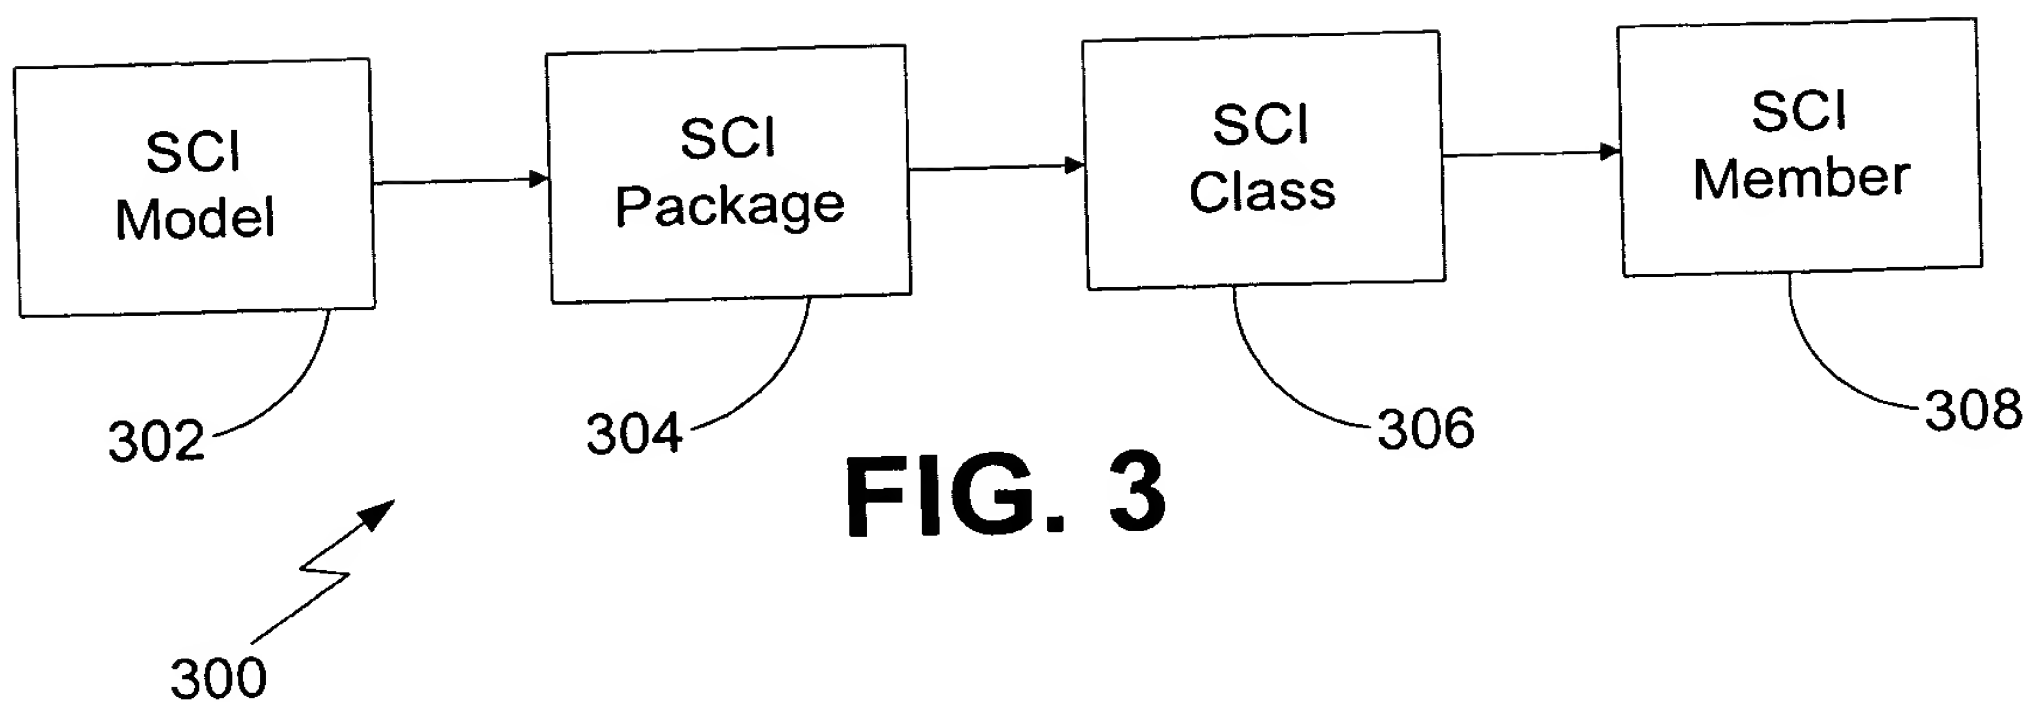 SCI
Model
SCI
Package
SCI
Class
SCI
Member
302
304
306
308
FIG. 3
300